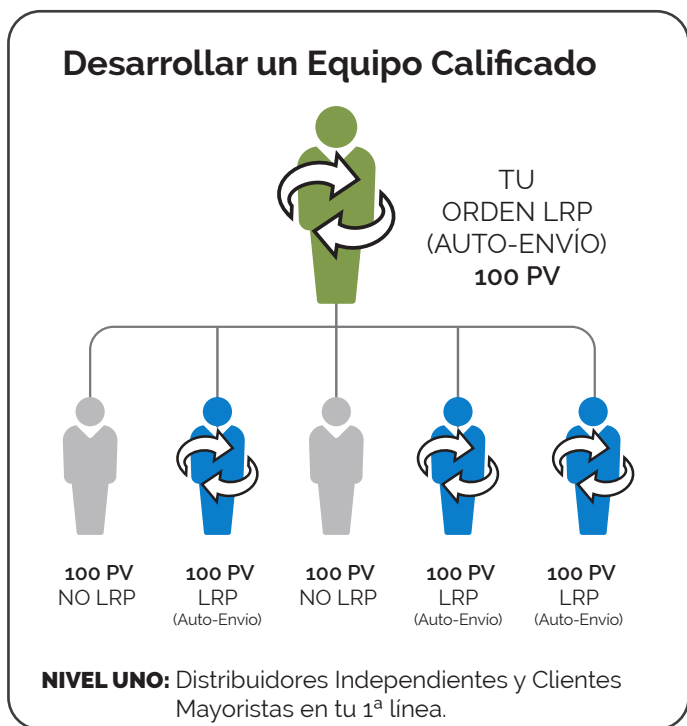 Desarrollar un Equipo Calificado
TU
ORDEN LRP
(AUTO-ENVÍO)
100 PV
100 PV
NO LRP
100 PV
LRP
(Auto-Envio)
100 PV
NO LRP
100 PV
LRP
(Auto-Envio)
100 PV
LRP
(Auto-Envio)
NIVEL UNO: Distribuidores Independientes y Clientes
Mayoristas en tu 1ª línea.